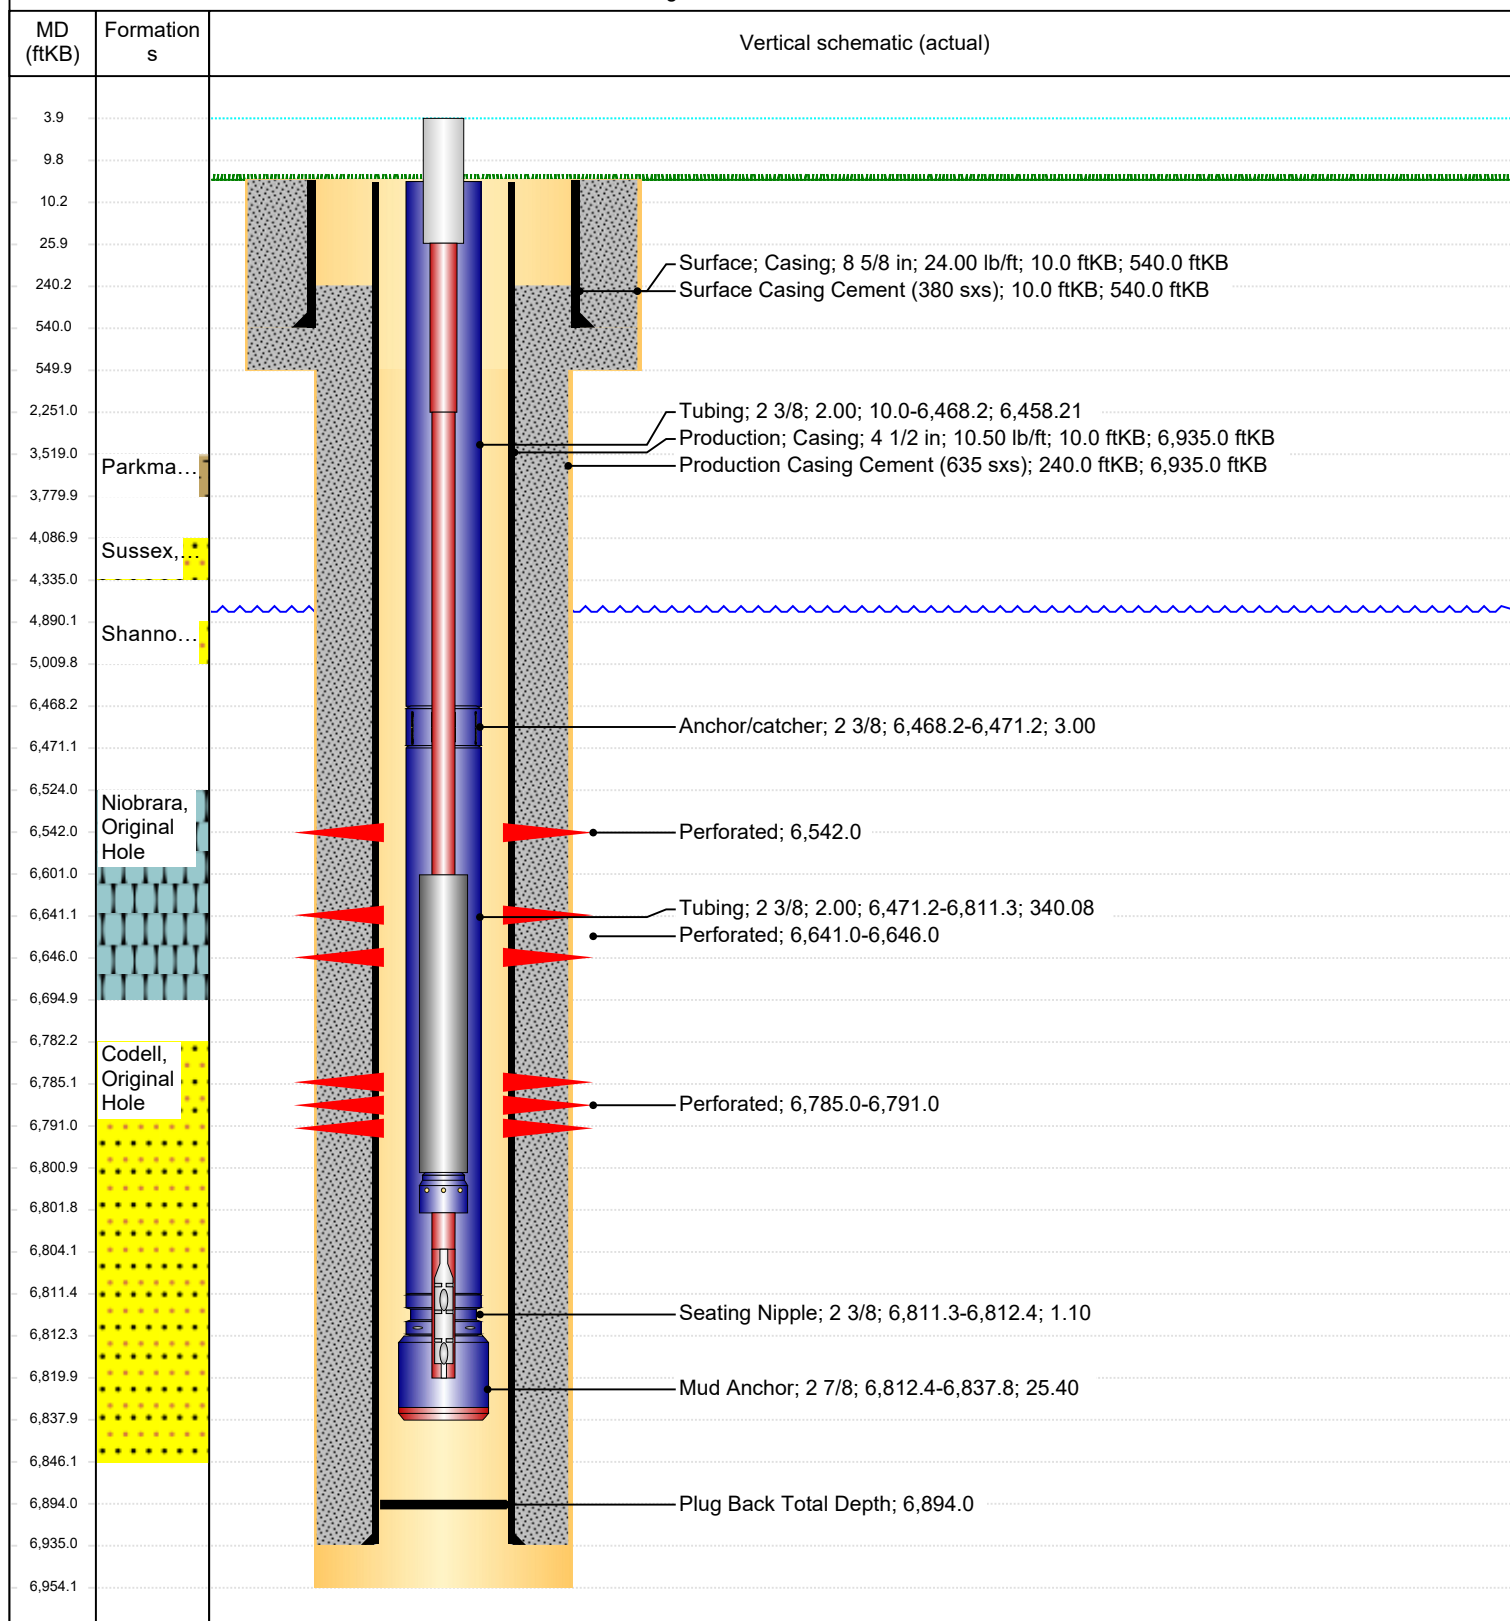 MD
(ftKB)
Formation
s
Vertical schematic (actual)
3.9
9.8
10.2
25.9
240.2
540.0
549.9
2,251.0
3,519.0
3,779.9
4,086.9
4,335.0
4,890.1
5,009.8
6,468.2
6,471.1
6,524.0
6,542.0
6,601.0
6,641.1
6,646.0
6,694.9
6,782.2
6,785.1
6,791.0
6,800.9
6,801.8
6,804.1
6,811.4
6,812.3
6,819.9
6,837.9
6,846.1
6,894.0
6,935.0
6,954.1
Parkma...
Sussex,...
Shanno...
Niobrara,
Original
Hole
Codell,
Original
Hole
Surface; Casing; 8 5/8 in; 24.00 lb/ft; 10.0 ftKB; 540.0 ftKB
Surface Casing Cement (380 sxs); 10.0 ftKB; 540.0 ftKB
Tubing; 2 3/8; 2.00; 10.0-6,468.2; 6,458.21
Production; Casing; 4 1/2 in; 10.50 lb/ft; 10.0 ftKB; 6,935.0 ftKB
Production Casing Cement (635 sxs); 240.0 ftKB; 6,935.0 ftKB
Anchor/catcher; 2 3/8; 6,468.2-6,471.2; 3.00
Perforated; 6,542.0
Tubing; 2 3/8; 2.00; 6,471.2-6,811.3; 340.08
Perforated; 6,641.0-6,646.0
Perforated; 6,785.0-6,791.0
Seating Nipple; 2 3/8; 6,811.3-6,812.4; 1.10
Mud Anchor; 2 7/8; 6,812.4-6,837.8; 25.40
Plug Back Total Depth; 6,894.0